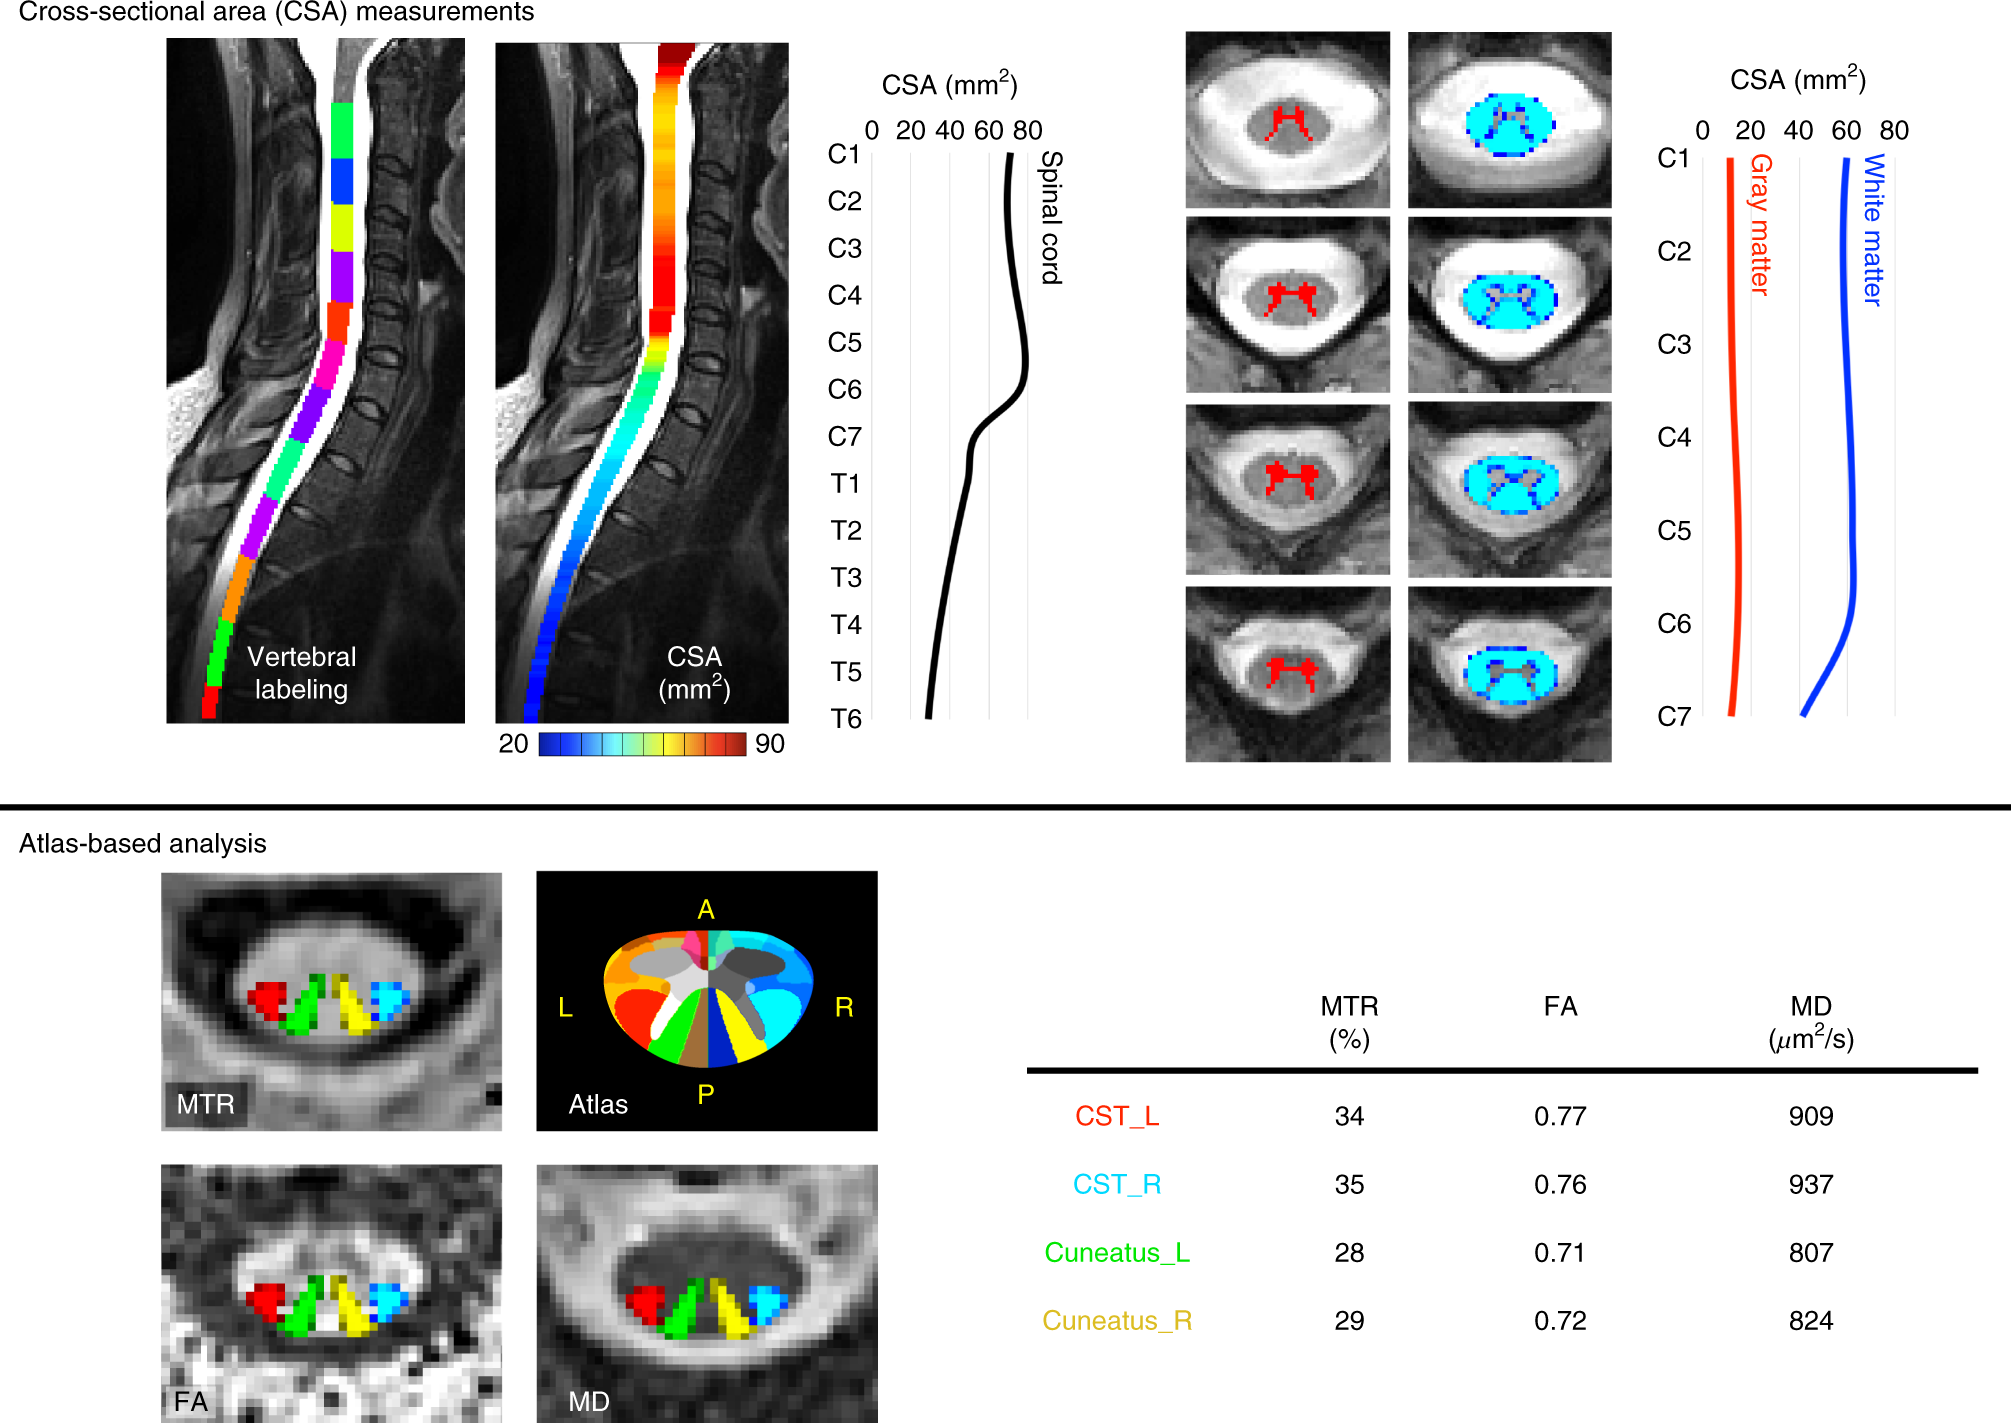 Cross-sectional area (CSA) measurements
Vertebral
labeling
CSA
(mm²)
20
90
CSA (mm²)
0 20 40 60 80
C1
C2
C3
C4
C5
C6
C7
T1
T2
T3
T4
T5
T6
Spinal cord
CSA (mm²)
0 20 40 60 80
C1
C2
C3
C4
C5
C6
C7
Gray matter
White matter
Atlas-based analysis
MTR
A
L
R
P
Atlas
FA
MD
MTR FA MD
(%) (μm²/s)
CST_L 34 0.77 909
CST_R 35 0.76 937
Cuneatus_L 28 0.71 807
Cuneatus_R 29 0.72 824